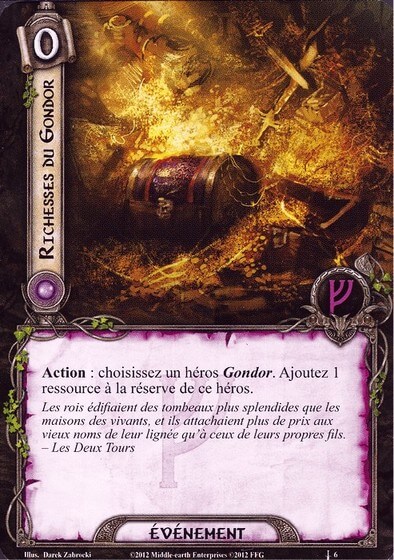 0
RICHESSES DU GONDOR
Action : choisissez un héros Gondor. Ajoutez 1
ressource à la réserve de ce héros.
Les rois édifiaient des tombeaux plus splendides que les
maisons des vivants, et ils attachaient plus de prix aux
vieux noms de leur lignée qu'à ceux de leurs propres fils.
– Les Deux Tours
ÉVÉNEMENT
Illus. Darek Zabrocki ©2012 Middle-earth Enterprises ©2012 FFG 6